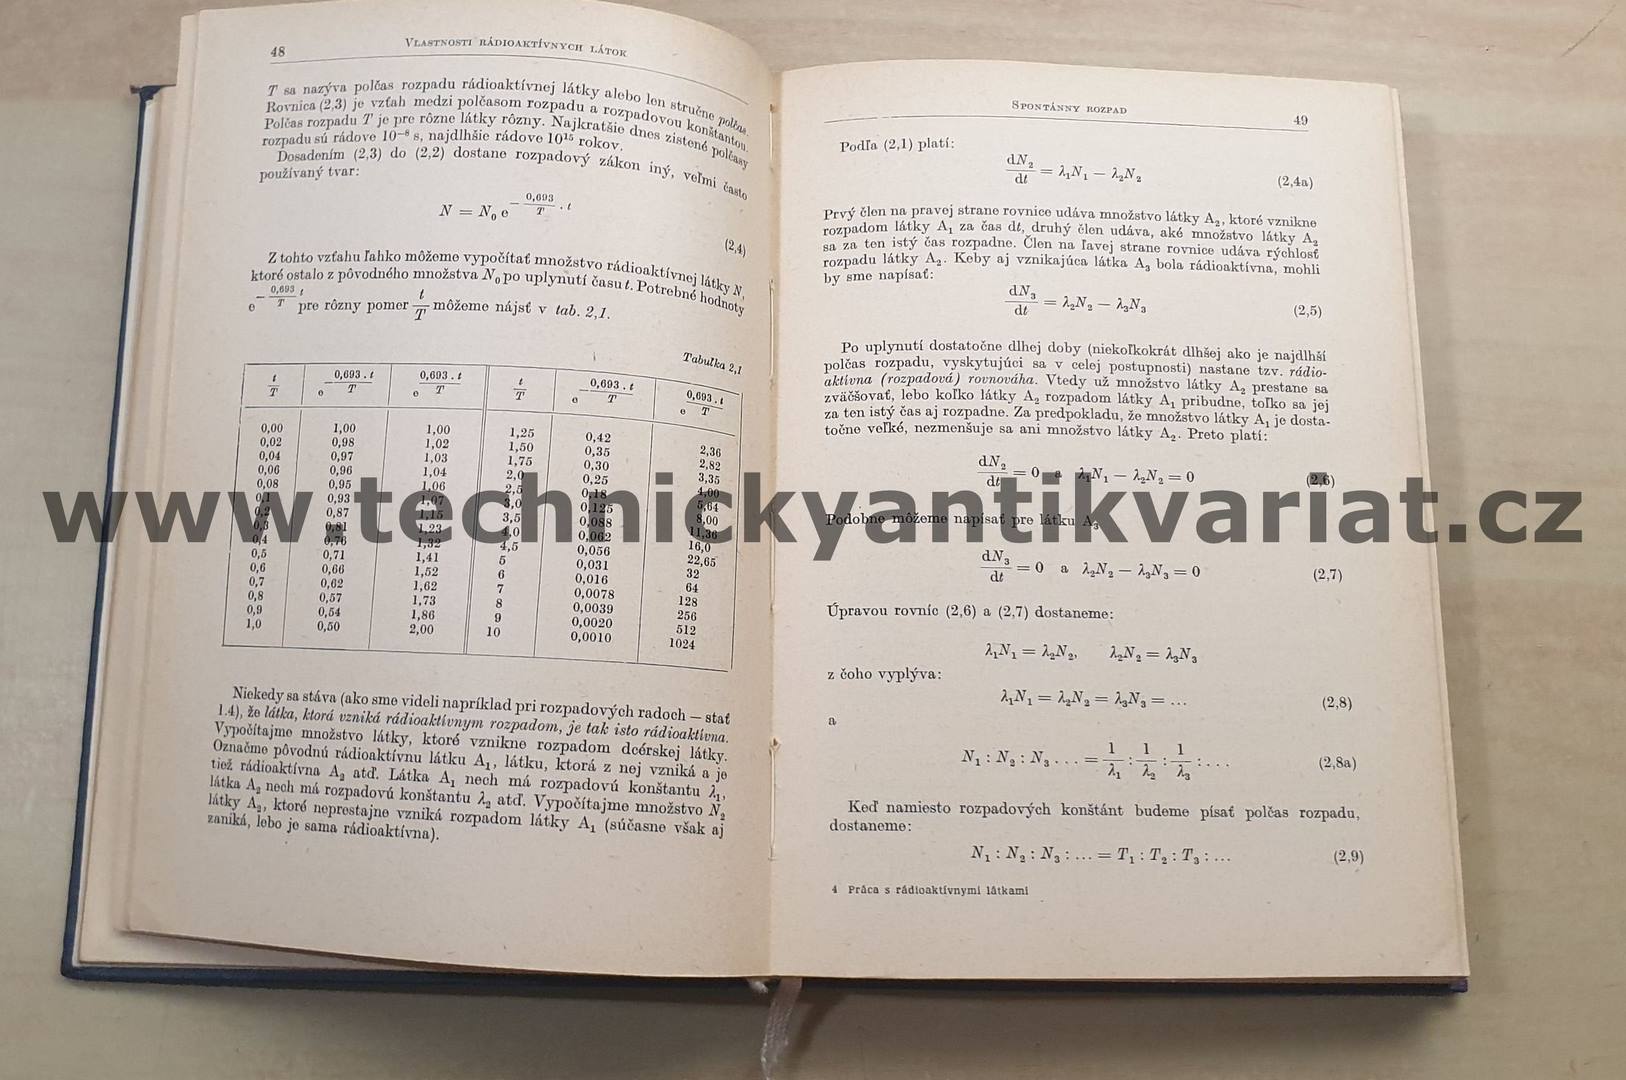 48 Vlastnosti rádioaktívnych látok
T sa nazýva polčas rozpadu rádioaktívnej látky alebo len stručne polčas.
Rovnica (2,3) je vzťah medzi polčasom rozpadu a rozpadovou konštantou.
Polčas rozpadu T je pre rôzne látky rôzny. Najkratšie dnes zistené polčasy
rozpadu sú rádove 10⁻⁸ s, najdlhšie rádove 10¹⁵ rokov.
Dosadením (2,3) do (2,2) dostane rozpadový zákon iný, veľmi často
používaný tvar:
N = N₀ e^(−(0,693/T) . t) (2,4)
Z tohto vzťahu ľahko môžeme vypočítať množstvo rádioaktívnej látky N,
ktoré ostalo z pôvodného množstva N₀ po uplynutí času t. Potrebné hodnoty
e^(−(0,693/T) t) pre rôzny pomer t/T môžeme nájsť v tab. 2,1.
Tabuľka 2,1
t/T e^(−0,693 . t/T) e^(0,693 . t/T) t/T e^(−0,693 . t/T) e^(0,693 . t/T)
0,00 1,00 1,00 1,25 0,42 2,36
0,02 0,98 1,02 1,50 0,35 2,82
0,04 0,97 1,03 1,75 0,30 3,35
0,06 0,96 1,04 2,0 0,25 4,00
0,08 0,95 1,06 2,5 0,18 5,64
0,1 0,93 1,07 3,0 0,125 8,00
0,2 0,87 1,15 3,5 0,088 11,36
0,3 0,81 1,23 4,0 0,062 16,0
0,4 0,76 1,32 4,5 0,056 22,65
0,5 0,71 1,41 5 0,031 32
0,6 0,66 1,52 6 0,016 64
0,7 0,62 1,62 7 0,0078 128
0,8 0,57 1,73 8 0,0039 256
0,9 0,54 1,86 9 0,0020 512
1,0 0,50 2,00 10 0,0010 1024
Niekedy sa stáva (ako sme videli napríklad pri rozpadových radoch — stať
1.4), že látka, ktorá vzniká rádioaktívnym rozpadom, je tak isto rádioaktívna.
Vypočítajme množstvo látky, ktoré vznikne rozpadom dcérskej látky.
Označme pôvodnú rádioaktívnu látku A₁, látku, ktorá z nej vzniká a je
tiež rádioaktívna A₂ atď. Látka A₁ nech má rozpadovú konštantu λ₁,
látka A₂ nech má rozpadovú konštantu λ₂ atď. Vypočítajme množstvo N₂
látky A₂, ktoré neprestajne vzniká rozpadom látky A₁ (súčasne však aj
zaniká, lebo je sama rádioaktívna).
Spontánny rozpad 49
Podľa (2,1) platí:
dN₂/dt = λ₁N₁ − λ₂N₂ (2,4a)
Prvý člen na pravej strane rovnice udáva množstvo látky A₂, ktoré vznikne
rozpadom látky A₁ za čas dt, druhý člen udáva, aké množstvo látky A₂
sa za ten istý čas rozpadne. Člen na ľavej strane rovnice udáva rýchlosť
rozpadu látky A₂. Keby aj vznikajúca látka A₃ bola rádioaktívna, mohli
by sme napísať:
dN₃/dt = λ₂N₂ − λ₃N₃ (2,5)
Po uplynutí dostatočne dlhej doby (niekoľkokrát dlhšej ako je najdlhší
polčas rozpadu, vyskytujúci sa v celej postupnosti) nastane tzv. rádio-
aktívna (rozpadová) rovnováha. Vtedy už množstvo látky A₂ prestane sa
zväčšovať, lebo koľko látky A₂ rozpadom látky A₁ pribudne, toľko sa jej
za ten istý čas aj rozpadne. Za predpokladu, že množstvo látky A₁ je dosta-
točne veľké, nezmenšuje sa ani množstvo látky A₂. Preto platí:
dN₂/dt = 0 a λ₁N₁ − λ₂N₂ = 0 (2,6)
www.technickyantikvariat.cz
Podobne môžeme napísať pre látku A₃
dN₃/dt = 0 a λ₂N₂ − λ₃N₃ = 0 (2,7)
Úpravou rovníc (2,6) a (2,7) dostaneme:
λ₁N₁ = λ₂N₂, λ₂N₂ = λ₃N₃
z čoho vyplýva:
λ₁N₁ = λ₂N₂ = λ₃N₃ = ... (2,8)
a
N₁ : N₂ : N₃ ... = 1/λ₁ : 1/λ₂ : 1/λ₃ : ... (2,8a)
Keď namiesto rozpadových konštánt budeme písať polčas rozpadu,
dostaneme:
N₁ : N₂ : N₃ : ... = T₁ : T₂ : T₃ : ... (2,9)
4 Práca s rádioaktívnymi látkami